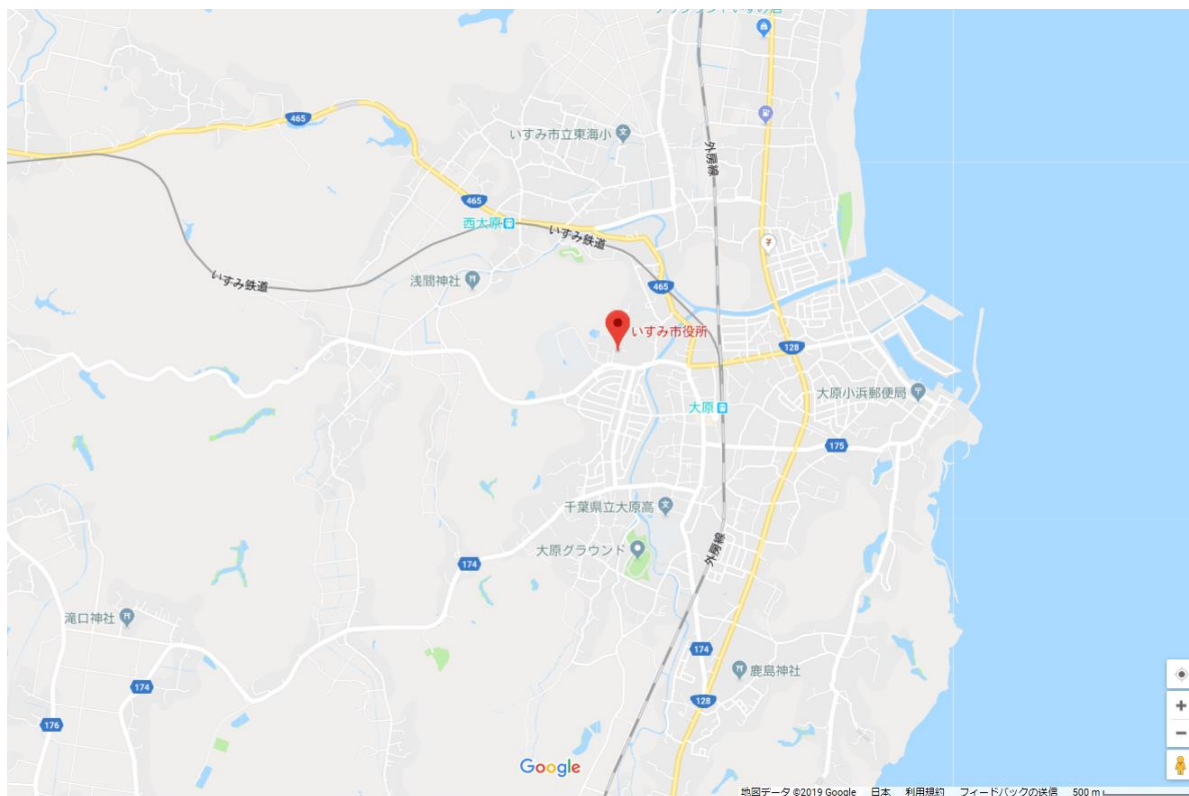 465
いすみ市立東海小
外房線
465
西大原
いすみ鉄道
いすみ鉄道
浅間神社
465
いすみ市役所
128
大原小浜郵便局
大原
175
千葉県立大原高
大原グラウンド
外房線
174
滝口神社
174
鹿島神社
174
128
176
Google
地図データ ©2019 Google 日本 利用規約 フィードバックの送信 500 m